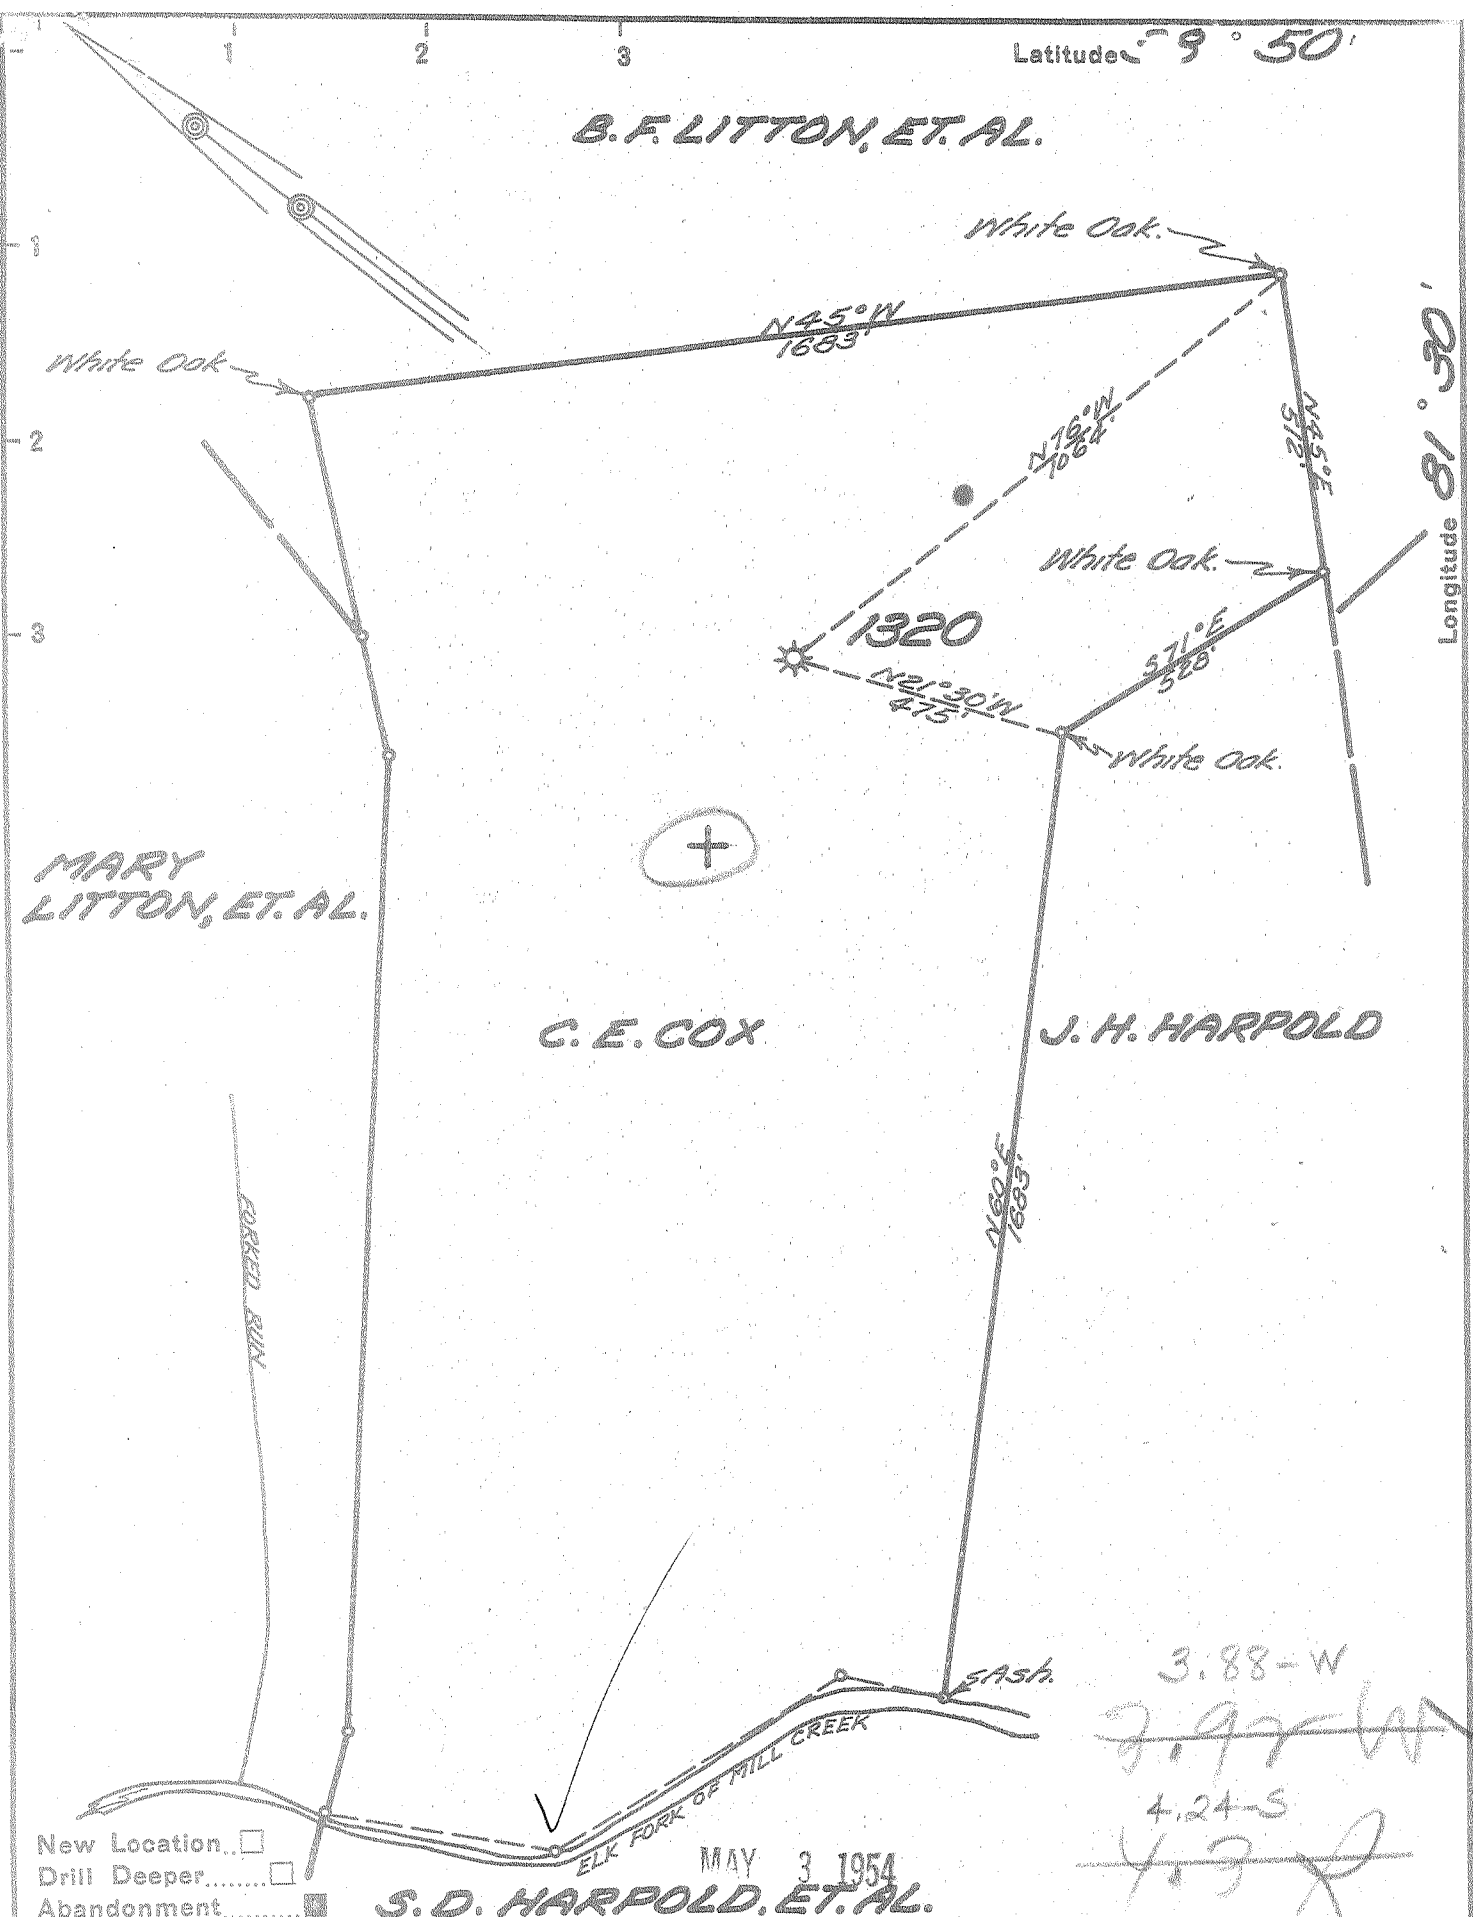 1 2 3
Latitude 9° 50'
B.F. LITTON, ET. AL.
White Oak.
1
N45°W
1683'
White Oak
Longitude 81° 30'
N76°W
1064'
N45°E
512'
2
White Oak.
3
1320
S71°E
528'
N21°30'W
475'
White Oak.
+
MARY
LITTON, ET. AL.
C. E. COX
J. H. HARPOLD
N60°E
1683'
FORKED RUN
Ash.
3.88-W
ELK FORK OF MILL CREEK
4.24-S
New Location..
Drill Deeper........
Abandonment
MAY 3 1954
S. D. HARPOLD, ET. AL.